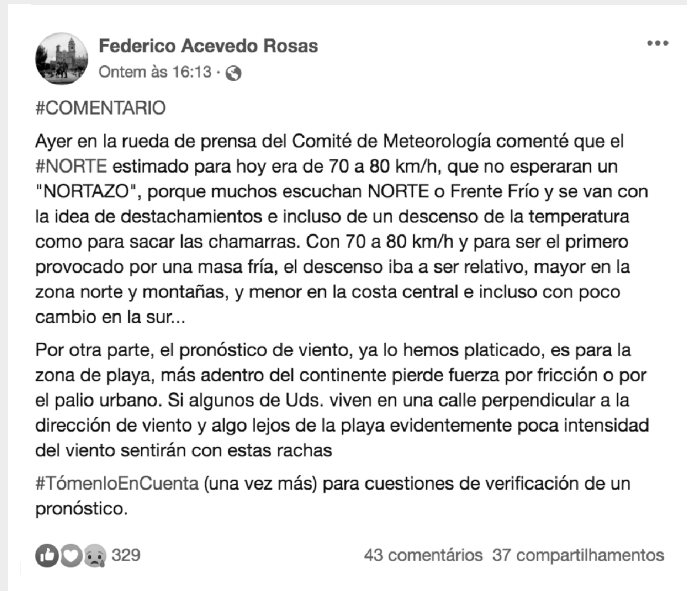 Federico Acevedo Rosas
•••
Ontem às 16:13 ·
#COMENTARIO
Ayer en la rueda de prensa del Comité de Meteorología comenté que el
#NORTE estimado para hoy era de 70 a 80 km/h, que no esperaran un
"NORTAZO", porque muchos escuchan NORTE o Frente Frío y se van con
la idea de destachamientos e incluso de un descenso de la temperatura
como para sacar las chamarras. Con 70 a 80 km/h y para ser el primero
provocado por una masa fría, el descenso iba a ser relativo, mayor en la
zona norte y montañas, y menor en la costa central e incluso con poco
cambio en la sur...
Por otra parte, el pronóstico de viento, ya lo hemos platicado, es para la
zona de playa, más adentro del continente pierde fuerza por fricción o por
el palio urbano. Si algunos de Uds. viven en una calle perpendicular a la
dirección de viento y algo lejos de la playa evidentemente poca intensidad
del viento sentirán con estas rachas
#TómenloEnCuenta (una vez más) para cuestiones de verificación de un
pronóstico.
329
43 comentários 37 compartilhamentos